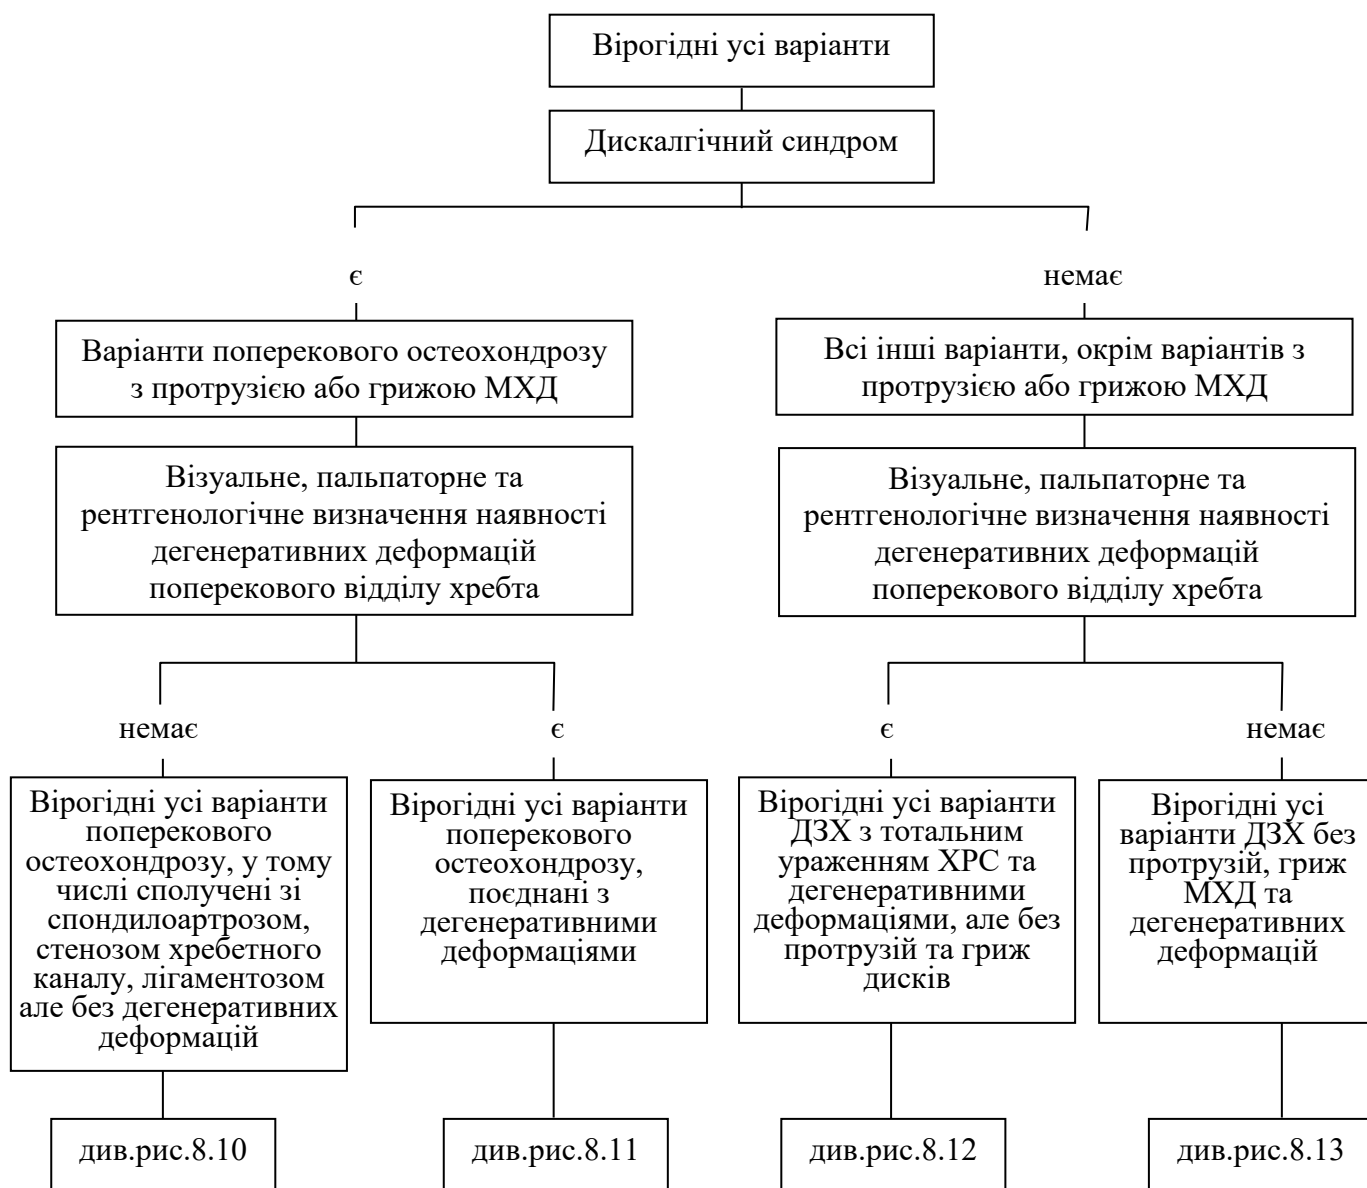 Вірогідні усі варіанти
Дискалгічний синдром
є
немає
Варіанти поперекового остеохондрозу
з протрузією або грижою МХД
Всі інші варіанти, окрім варіантів з
протрузією або грижою МХД
Візуальне, пальпаторне та
рентгенологічне визначення наявності
дегенеративних деформацій
поперекового відділу хребта
Візуальне, пальпаторне та
рентгенологічне визначення наявності
дегенеративних деформацій
поперекового відділу хребта
немає
є
є
немає
Вірогідні усі варіанти
поперекового
остеохондрозу, у тому
числі сполучені зі
спондилоартрозом,
стенозом хребетного
каналу, лігаментозом
але без дегенеративних
деформацій
Вірогідні усі варіанти
поперекового
остеохондрозу,
поєднані з
дегенеративними
деформаціями
Вірогідні усі варіанти
ДЗХ з тотальним
ураженням ХРС та
дегенеративними
деформаціями, але без
протрузій та гриж
дисків
Вірогідні усі
варіанти ДЗХ без
протрузій, гриж
МХД та
дегенеративних
деформацій
див.рис.8.10
див.рис.8.11
див.рис.8.12
див.рис.8.13